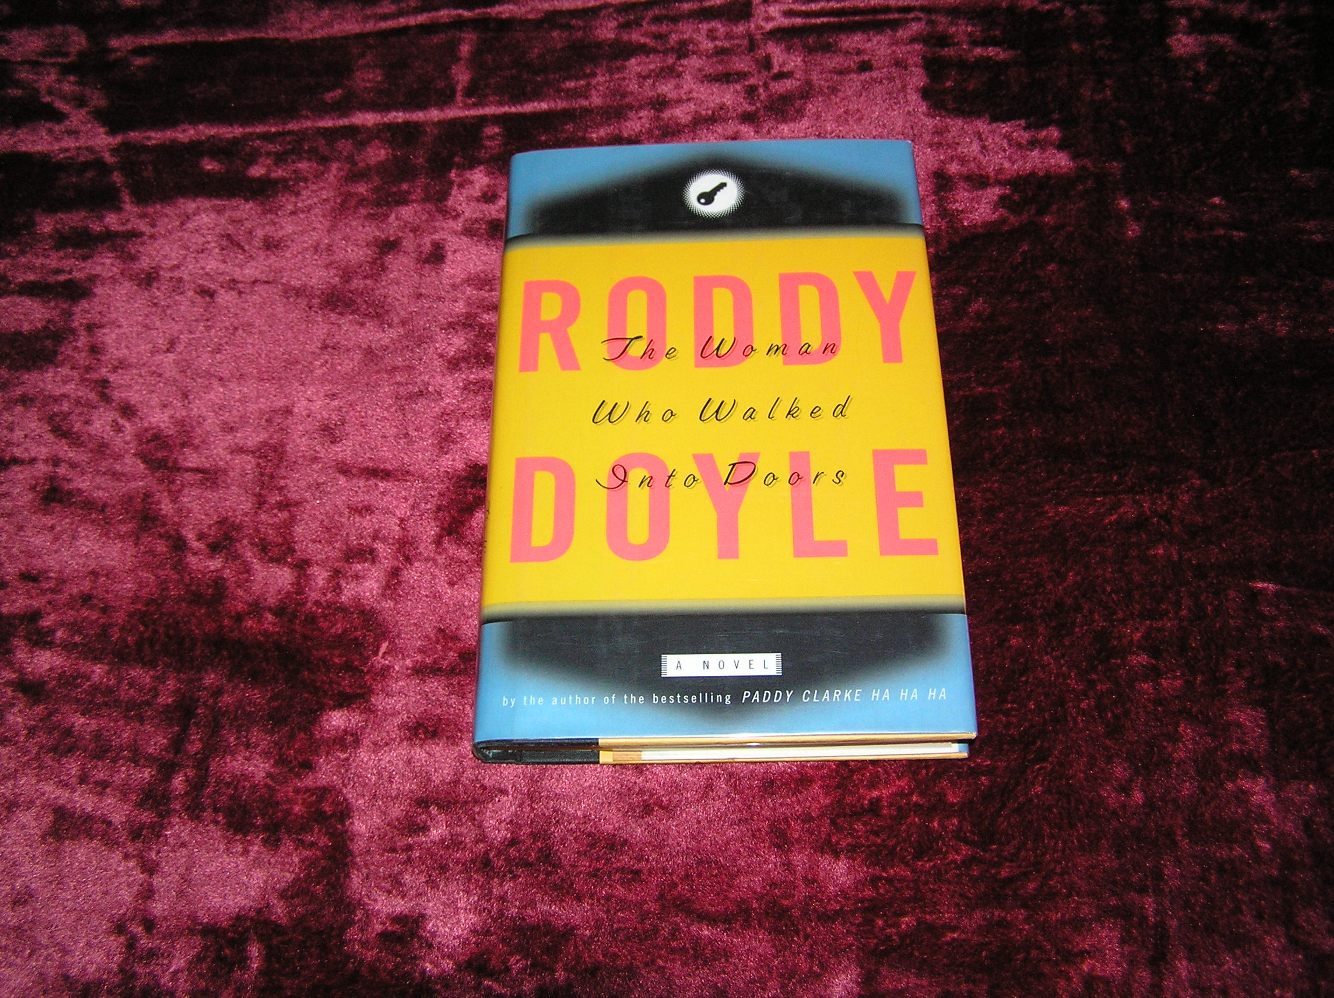 RODDY
The Woman
Who Walked
Into Doors
DOYLE
A NOVEL
by the author of the bestselling PADDY CLARKE HA HA HA